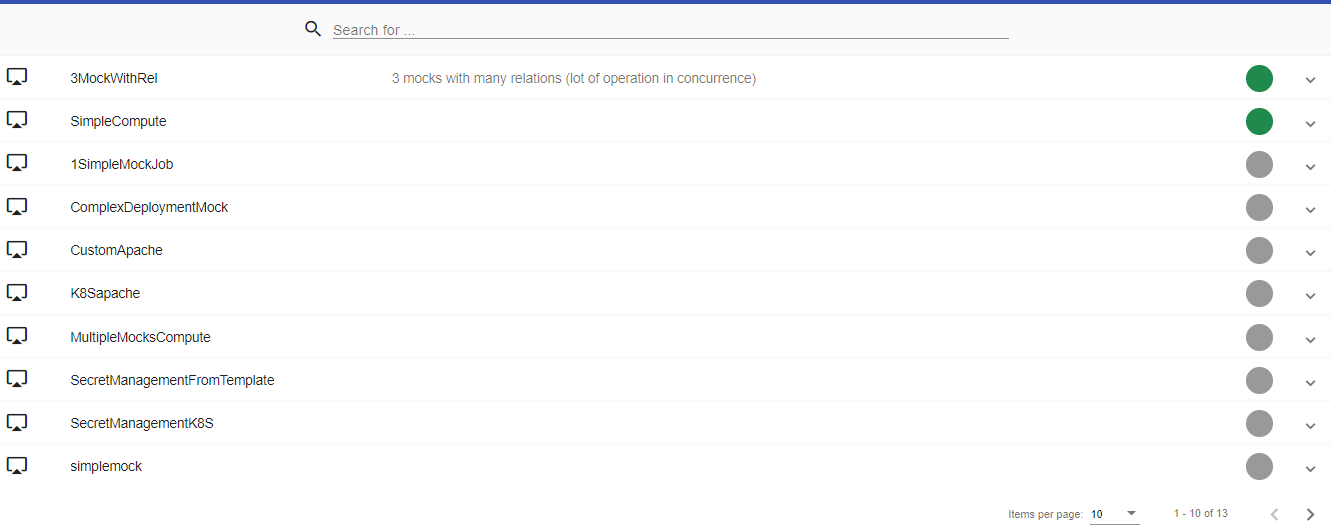 Search for ...
3MockWithRel 3 mocks with many relations (lot of operation in concurrence)
SimpleCompute
1SimpleMockJob
ComplexDeploymentMock
CustomApache
K8Sapache
MultipleMocksCompute
SecretManagementFromTemplate
SecretManagementK8S
simplemock
Items per page: 10 1 - 10 of 13